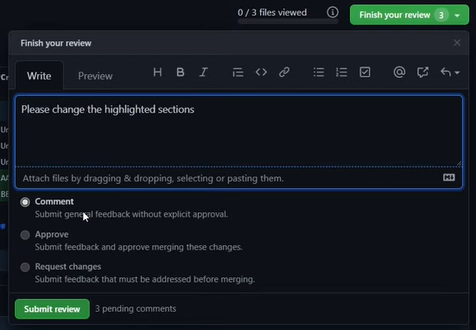 0 / 3 files viewed
Finish your review 3
Finish your review
Write
Preview
Please change the highlighted sections
Attach files by dragging & dropping, selecting or pasting them.
Comment
Submit general feedback without explicit approval.
Approve
Submit feedback and approve merging these changes.
Request changes
Submit feedback that must be addressed before merging.
Submit review
3 pending comments